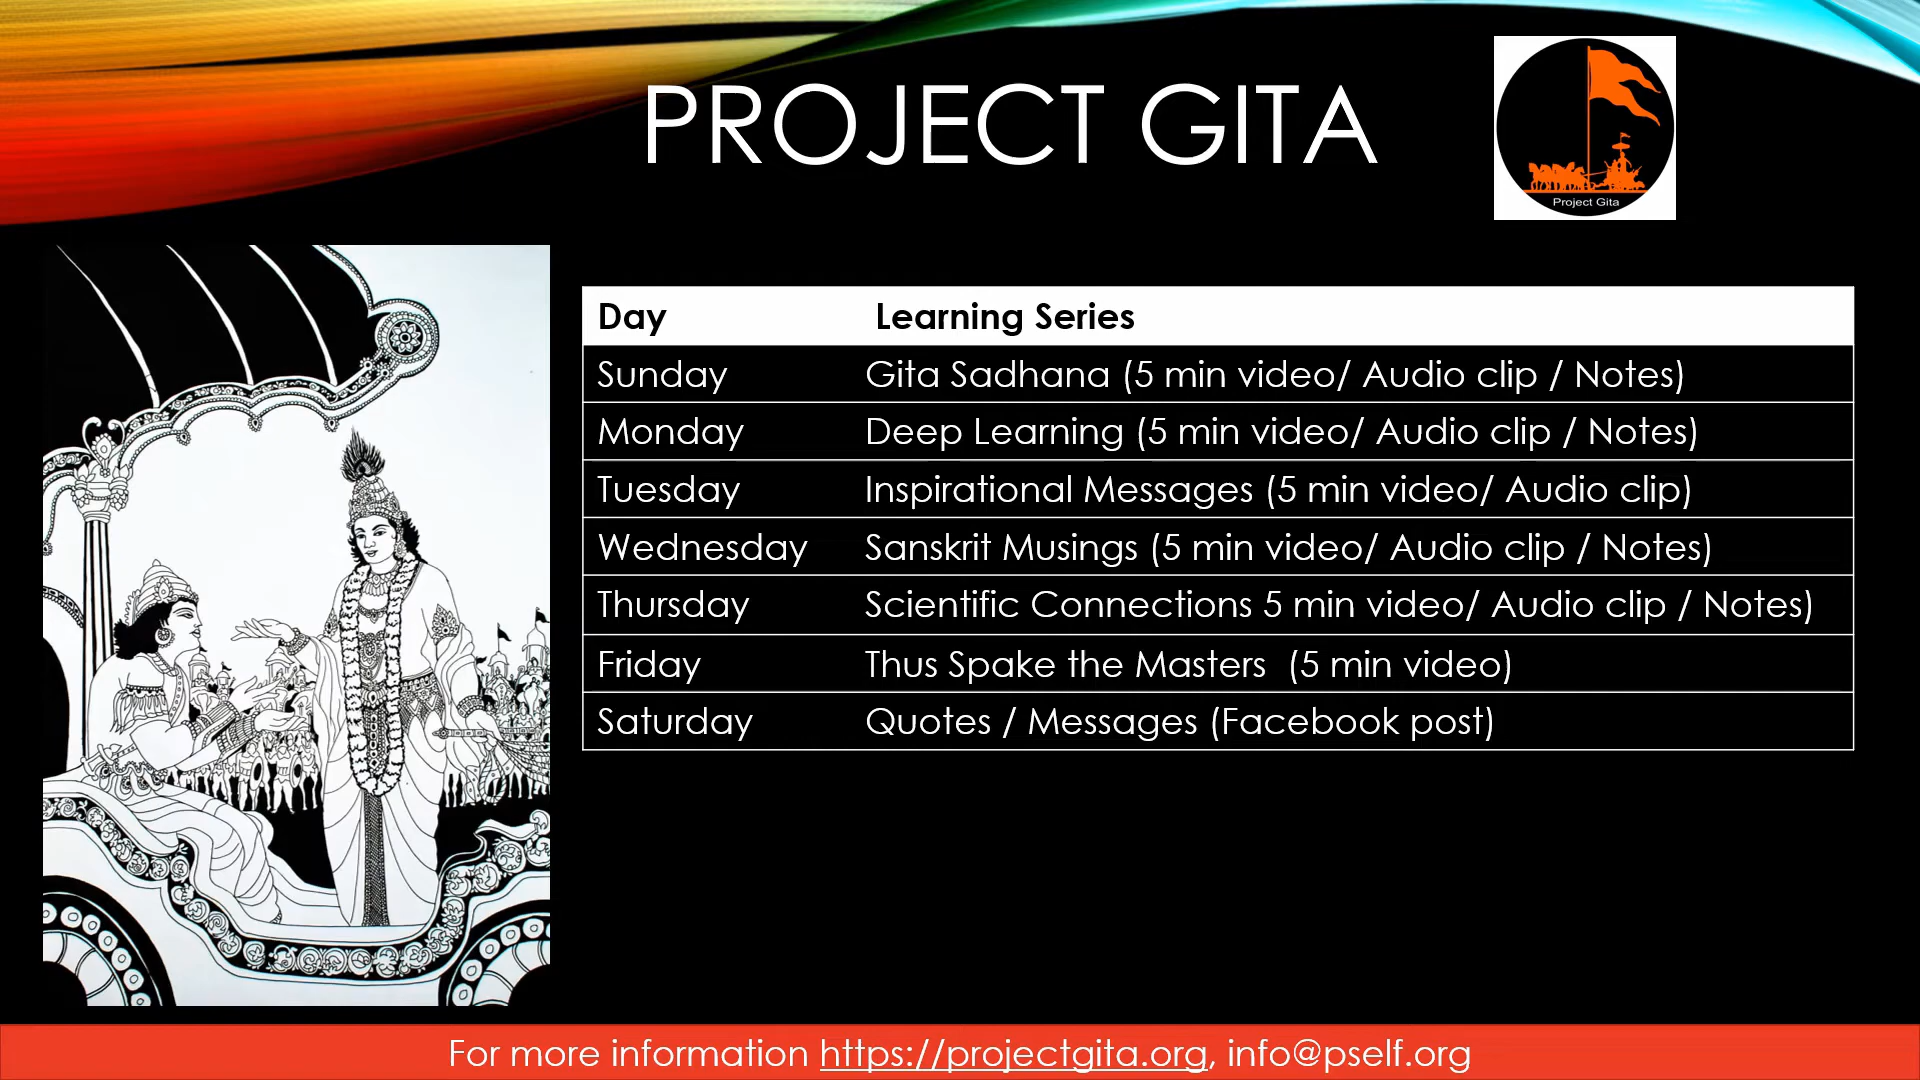 PROJECT GITA
Project Gita
Day Learning Series
Sunday Gita Sadhana (5 min video/ Audio clip / Notes)
Monday Deep Learning (5 min video/ Audio clip / Notes)
Tuesday Inspirational Messages (5 min video/ Audio clip)
Wednesday Sanskrit Musings (5 min video/ Audio clip / Notes)
Thursday Scientific Connections 5 min video/ Audio clip / Notes)
Friday Thus Spake the Masters (5 min video)
Saturday Quotes / Messages (Facebook post)
For more information https://projectgita.org, info@pself.org